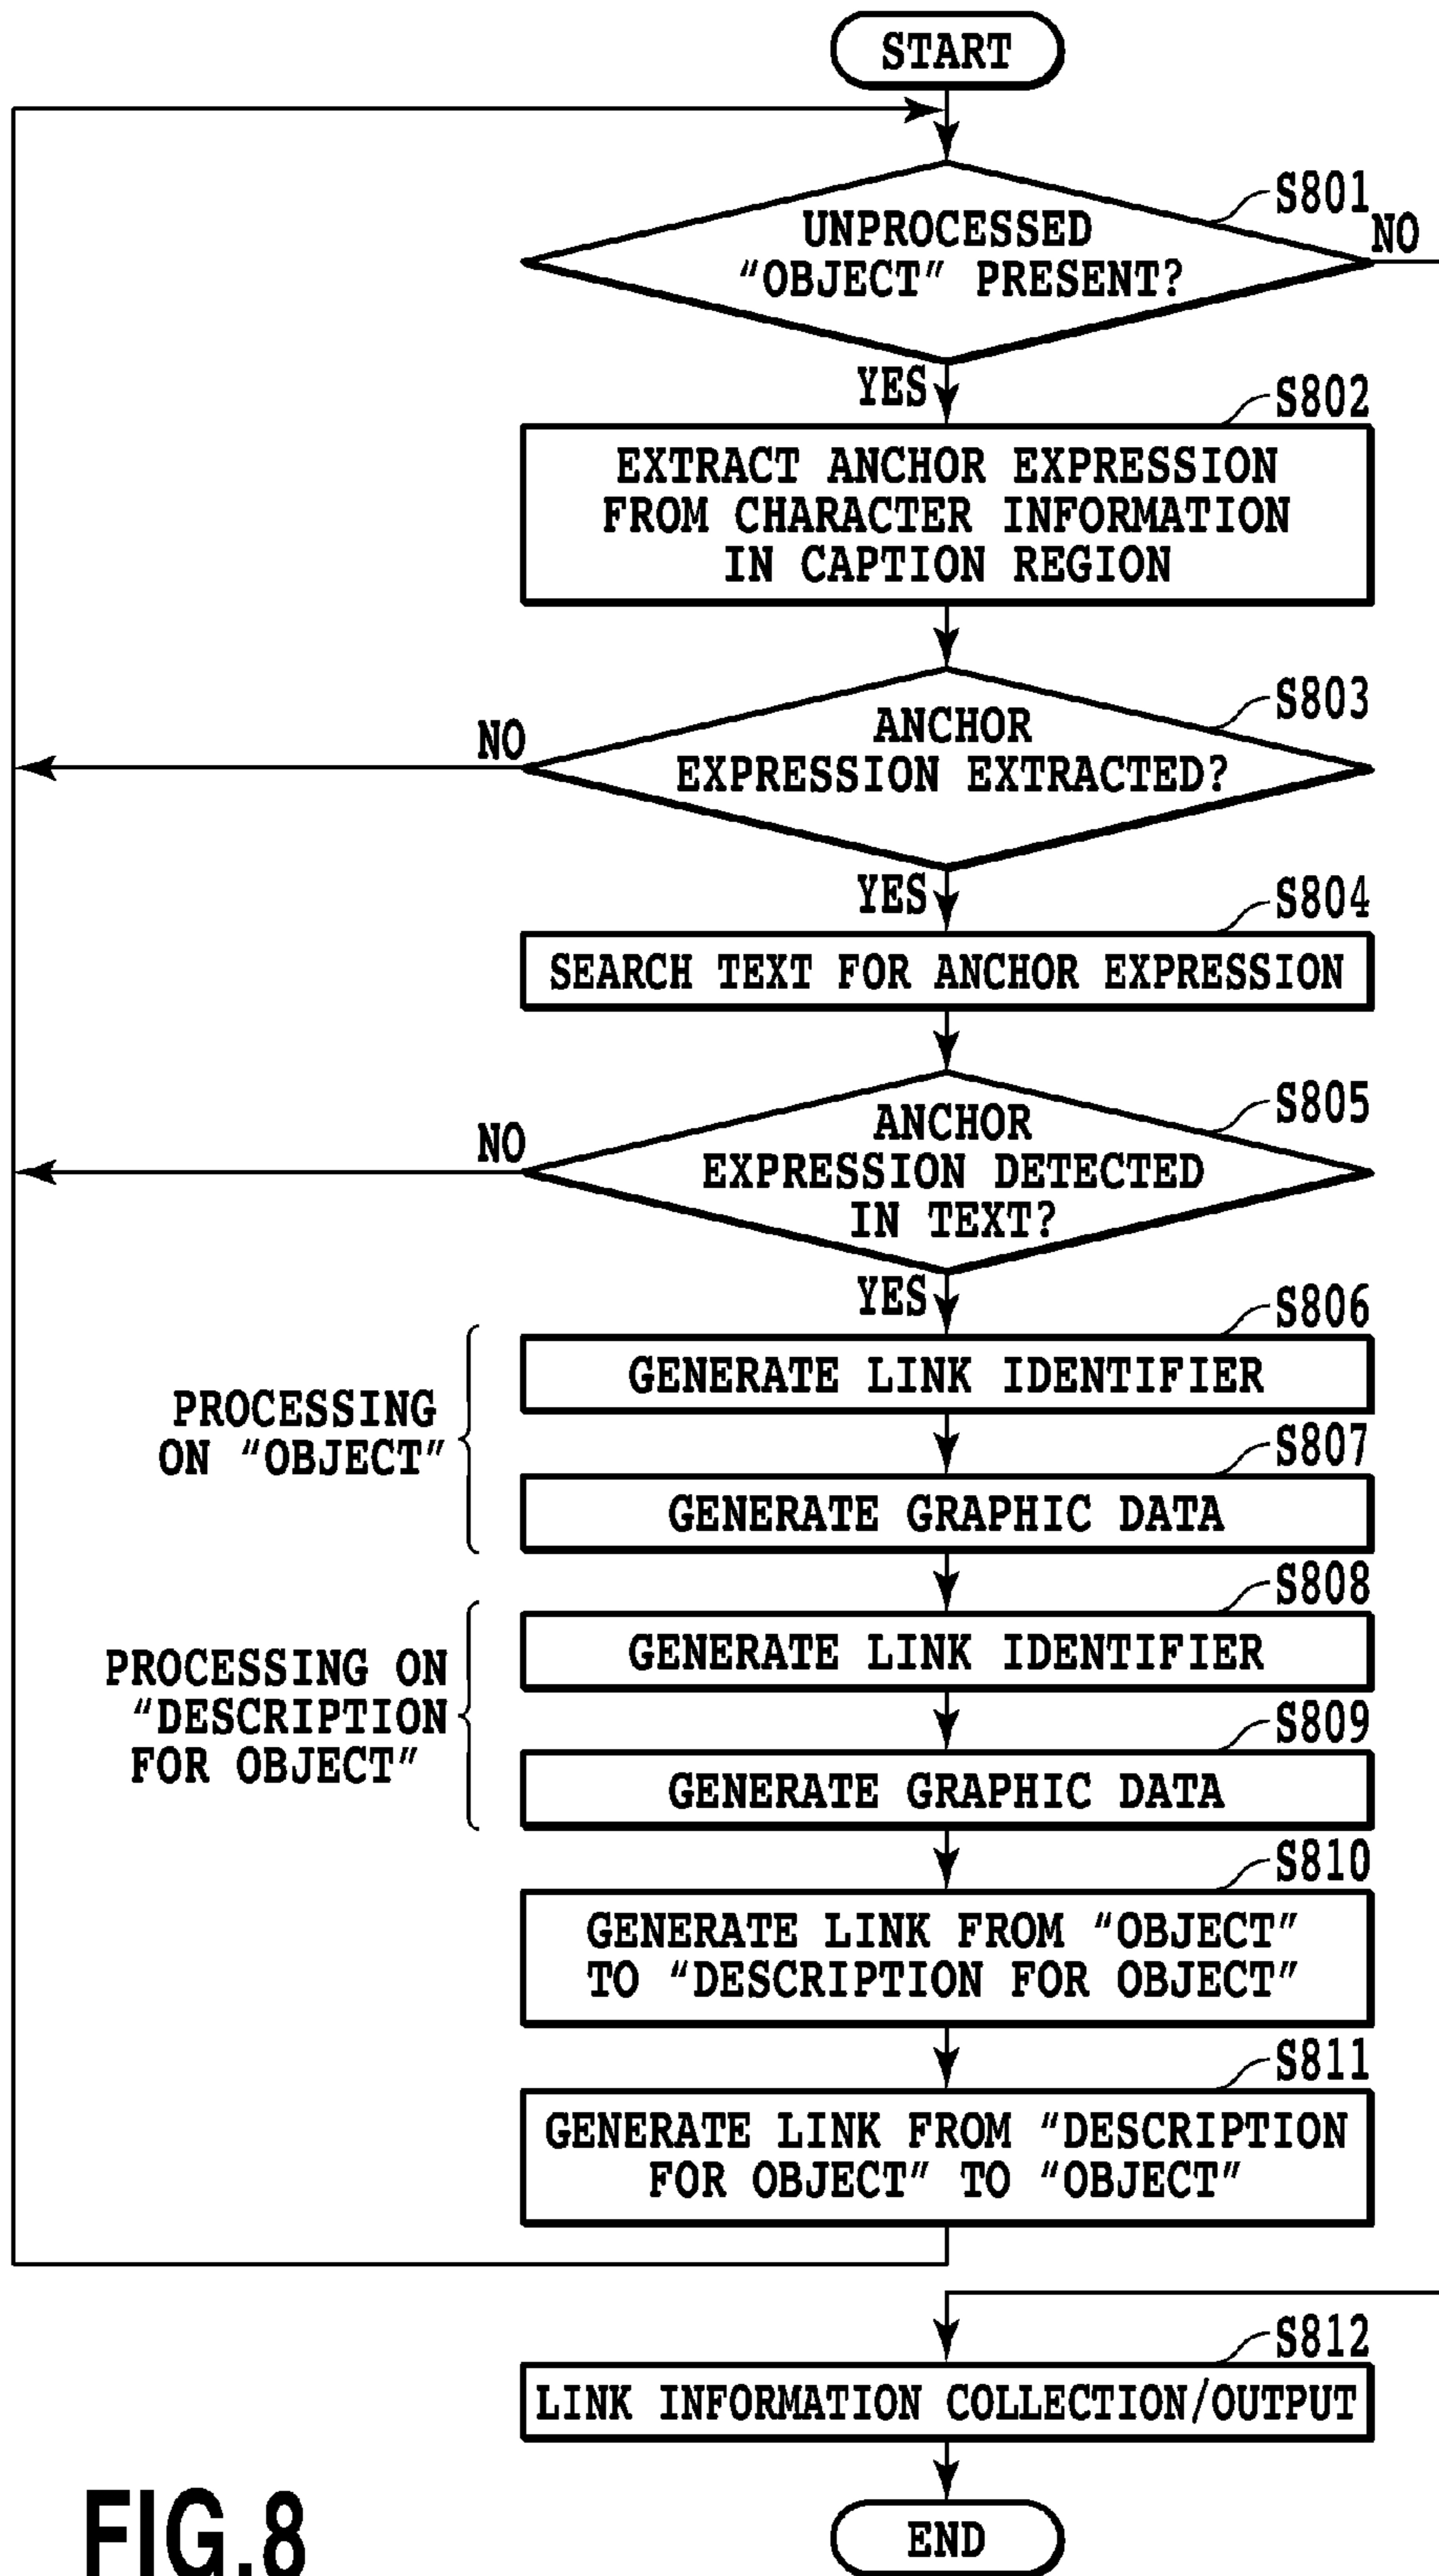 START
S801
UNPROCESSED
“OBJECT” PRESENT?
NO
YES
S802
EXTRACT ANCHOR EXPRESSION
FROM CHARACTER INFORMATION
IN CAPTION REGION
S803
ANCHOR
EXPRESSION EXTRACTED?
NO
YES
S804
SEARCH TEXT FOR ANCHOR EXPRESSION
S805
ANCHOR
EXPRESSION DETECTED
IN TEXT?
NO
YES
S806
GENERATE LINK IDENTIFIER
PROCESSING
ON “OBJECT”
S807
GENERATE GRAPHIC DATA
S808
GENERATE LINK IDENTIFIER
PROCESSING ON
“DESCRIPTION
FOR OBJECT”
S809
GENERATE GRAPHIC DATA
S810
GENERATE LINK FROM “OBJECT”
TO “DESCRIPTION FOR OBJECT”
S811
GENERATE LINK FROM “DESCRIPTION
FOR OBJECT” TO “OBJECT”
S812
LINK INFORMATION COLLECTION/OUTPUT
END
FIG.8